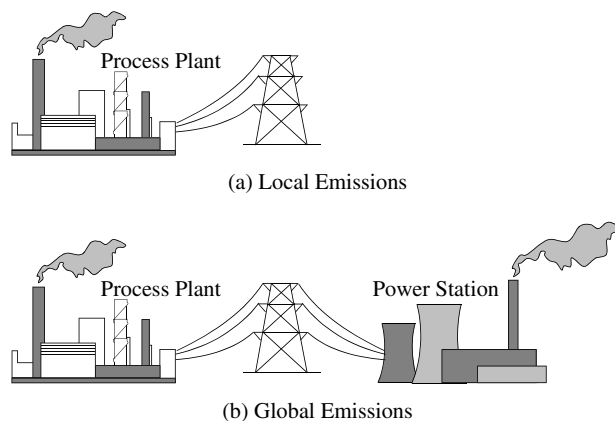 Process Plant
(a) Local Emissions
Process Plant
Power Station
(b) Global Emissions